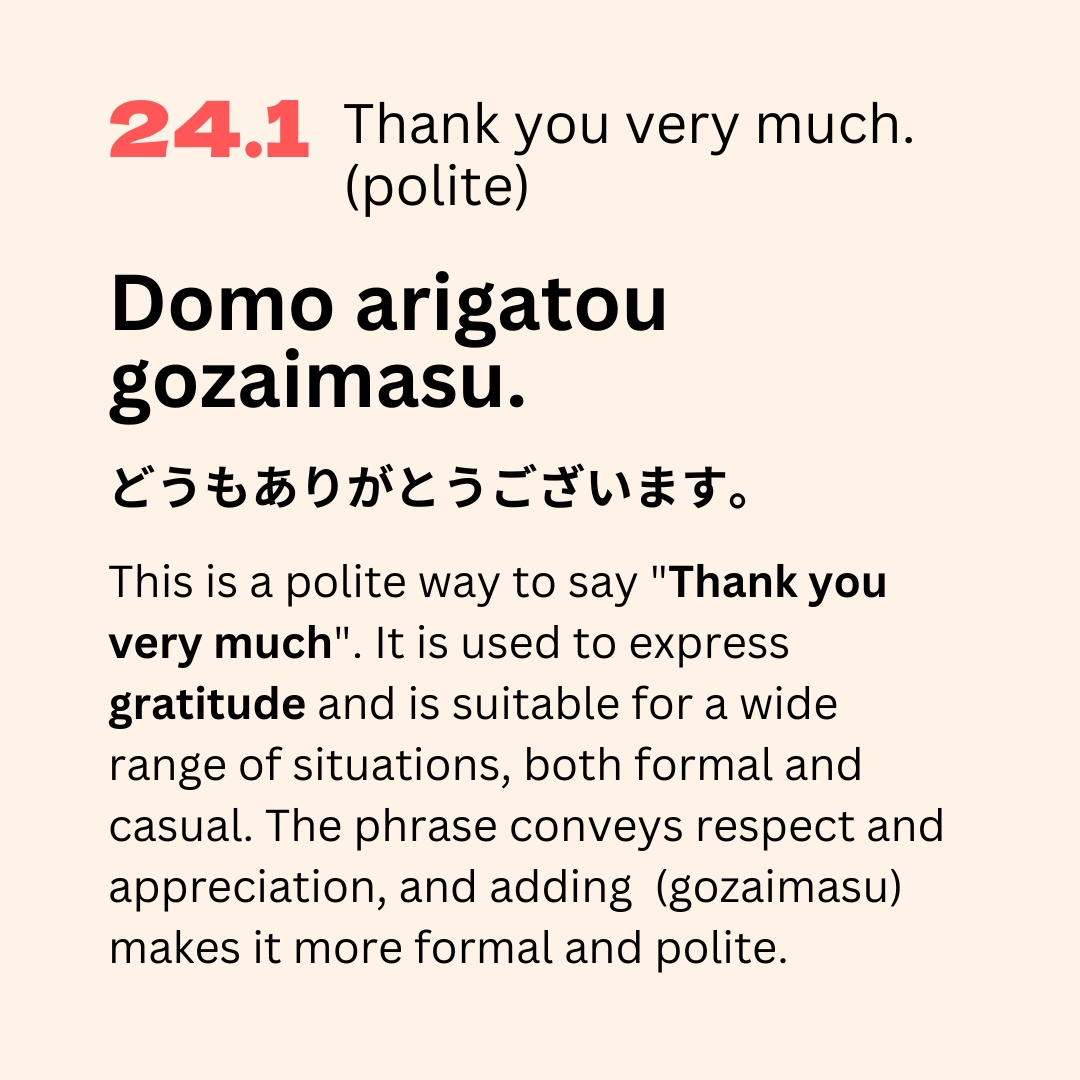 24.1 Thank you very much.
(polite)
Domo arigatou
gozaimasu.
どうもありがとうございます。
This is a polite way to say "Thank you
very much". It is used to express
gratitude and is suitable for a wide
range of situations, both formal and
casual. The phrase conveys respect and
appreciation, and adding  (gozaimasu)
makes it more formal and polite.